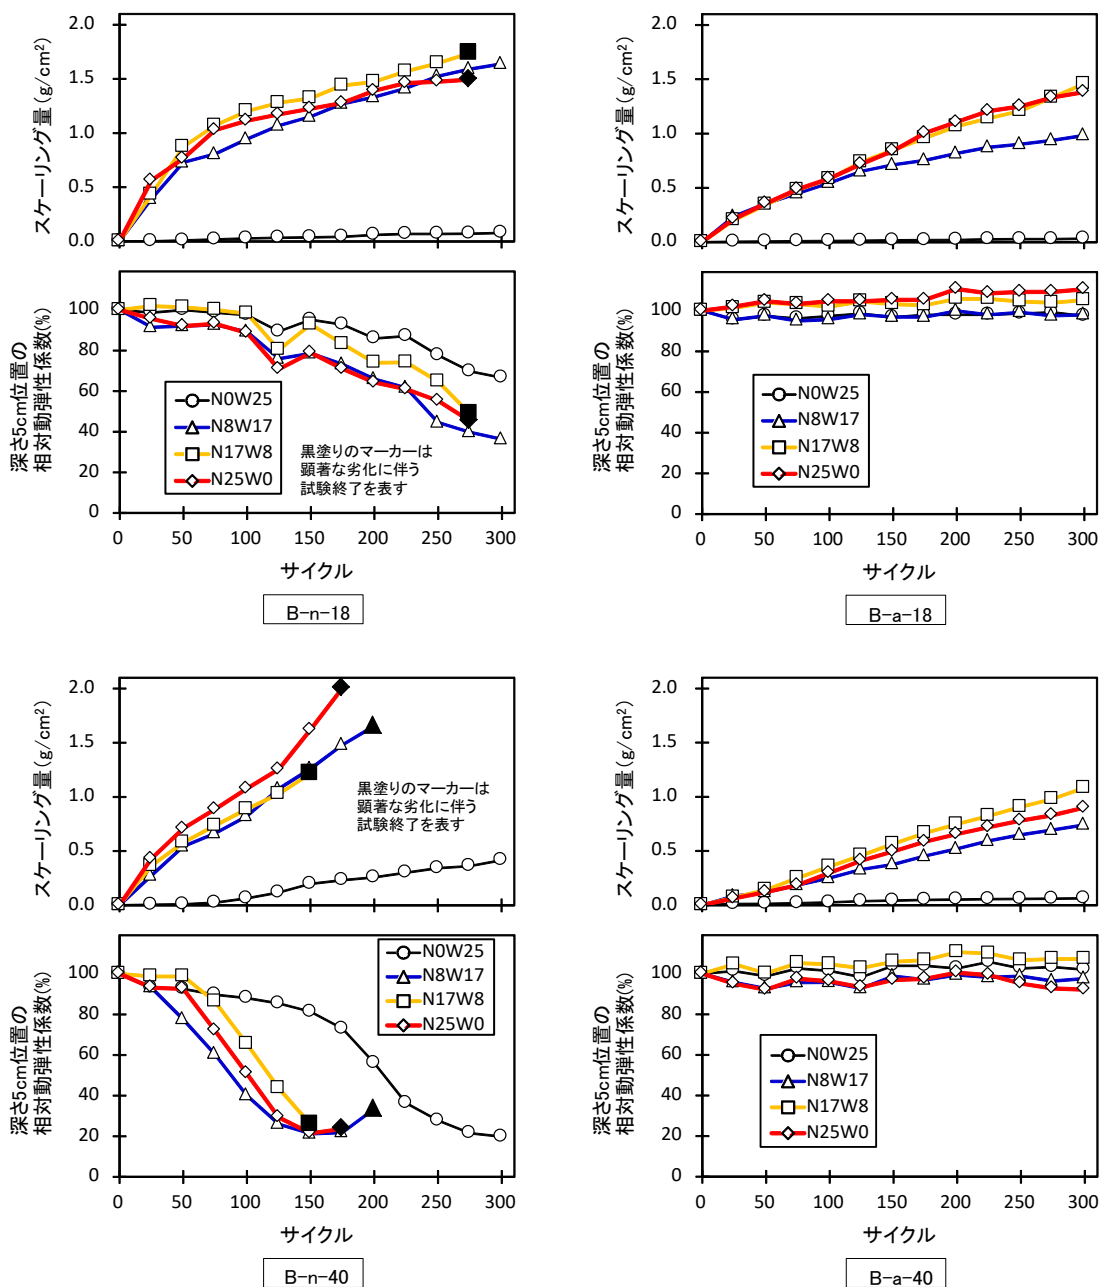 スケーリング量(g/cm²)
2.0
1.5
1.0
0.5
0.0
深さ5cm位置の
相対動弾性係数(%)
100
80
60
40
20
0
N0W25
N8W17
N17W8
N25W0
黒塗りのマーカーは
顕著な劣化に伴う
試験終了を表す
0 50 100 150 200 250 300
サイクル
B-n-18
スケーリング量(g/cm²)
2.0
1.5
1.0
0.5
0.0
深さ5cm位置の
相対動弾性係数(%)
100
80
60
40
20
0
N0W25
N8W17
N17W8
N25W0
0 50 100 150 200 250 300
サイクル
B-a-18
スケーリング量(g/cm²)
2.0
1.5
1.0
0.5
0.0
黒塗りのマーカーは
顕著な劣化に伴う
試験終了を表す
深さ5cm位置の
相対動弾性係数(%)
100
80
60
40
20
0
N0W25
N8W17
N17W8
N25W0
0 50 100 150 200 250 300
サイクル
B-n-40
スケーリング量(g/cm²)
2.0
1.5
1.0
0.5
0.0
深さ5cm位置の
相対動弾性係数(%)
100
80
60
40
20
0
N0W25
N8W17
N17W8
N25W0
0 50 100 150 200 250 300
サイクル
B-a-40